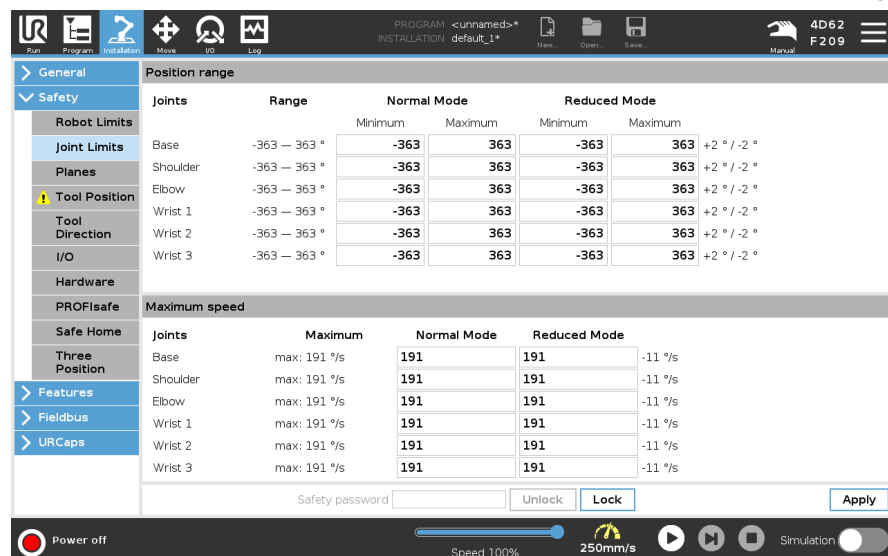 UR
Run
Program
Installation
Move
I/O
Log
PROGRAM <unnamed>*
INSTALLATION default_1*
New...
Open...
Save...
Manual
4D62
F209
General
Safety
Robot Limits
Joint Limits
Planes
Tool Position
Tool
Direction
I/O
Hardware
PROFIsafe
Safe Home
Three
Position
Features
Fieldbus
URCaps
Position range
Joints Range Normal Mode Reduced Mode
Minimum Maximum Minimum Maximum
Base -363 — 363 ° -363 363 -363 363 +2 ° / -2 °
Shoulder -363 — 363 ° -363 363 -363 363 +2 ° / -2 °
Elbow -363 — 363 ° -363 363 -363 363 +2 ° / -2 °
Wrist 1 -363 — 363 ° -363 363 -363 363 +2 ° / -2 °
Wrist 2 -363 — 363 ° -363 363 -363 363 +2 ° / -2 °
Wrist 3 -363 — 363 ° -363 363 -363 363 +2 ° / -2 °
Maximum speed
Joints Maximum Normal Mode Reduced Mode
Base max: 191 °/s 191 191 -11 °/s
Shoulder max: 191 °/s 191 191 -11 °/s
Elbow max: 191 °/s 191 191 -11 °/s
Wrist 1 max: 191 °/s 191 191 -11 °/s
Wrist 2 max: 191 °/s 191 191 -11 °/s
Wrist 3 max: 191 °/s 191 191 -11 °/s
Safety password Unlock Lock Apply
Power off
Speed 100%
250mm/s
Simulation